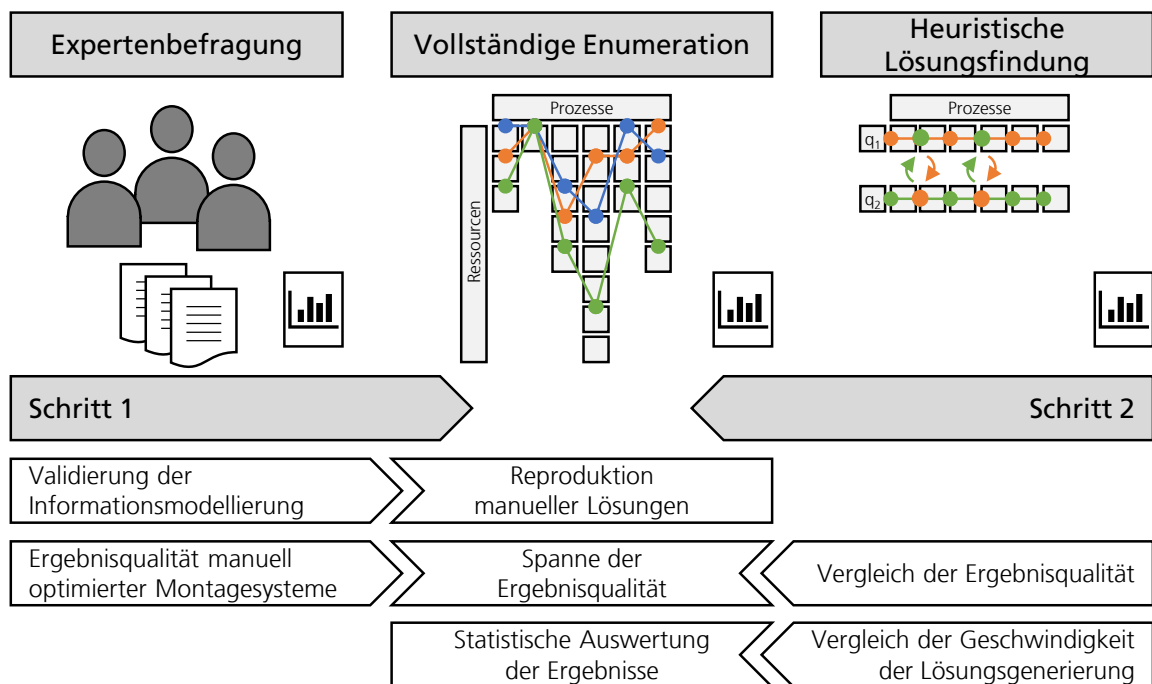 Expertenbefragung
Vollständige Enumeration
Heuristische
Lösungsfindung
Prozesse
Ressourcen
Prozesse
q1
q2
Schritt 1
Schritt 2
Validierung der
Informationsmodellierung
Reproduktion
manueller Lösungen
Ergebnisqualität manuell
optimierter Montagesysteme
Spanne der
Ergebnisqualität
Vergleich der Ergebnisqualität
Statistische Auswertung
der Ergebnisse
Vergleich der Geschwindigkeit
der Lösungsgenerierung